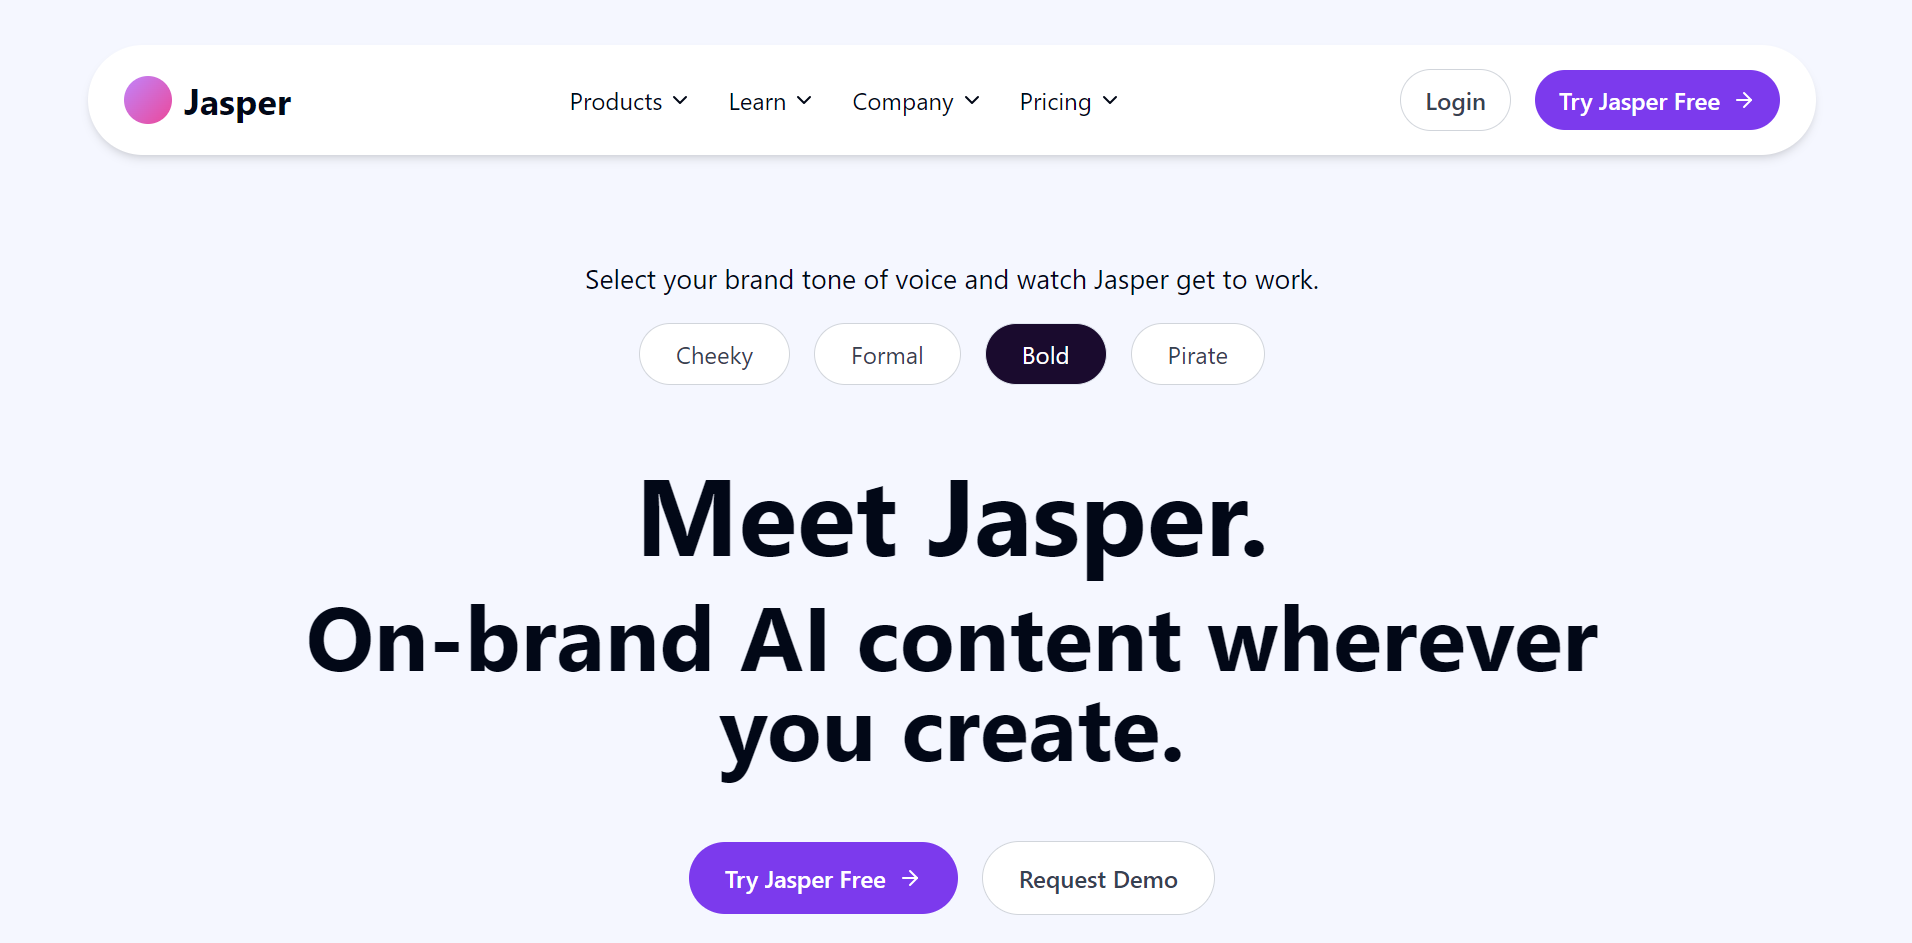 Jasper
Products
Learn
Company
Pricing
Login
Try Jasper Free
Select your brand tone of voice and watch Jasper get to work.
Cheeky
Formal
Bold
Pirate
Meet Jasper.
On-brand AI content wherever
you create.
Try Jasper Free
Request Demo